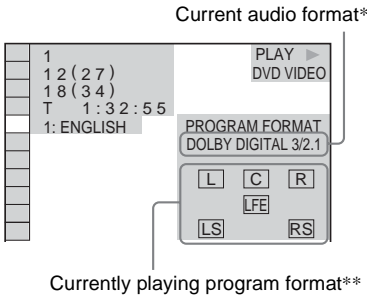 Current audio format*
1
12(27)
18(34)
T 1:32:55
1: ENGLISH
PLAY ▶
DVD VIDEO
PROGRAM FORMAT
DOLBY DIGITAL 3/2.1
L C R
LFE
LS RS
Currently playing program format**